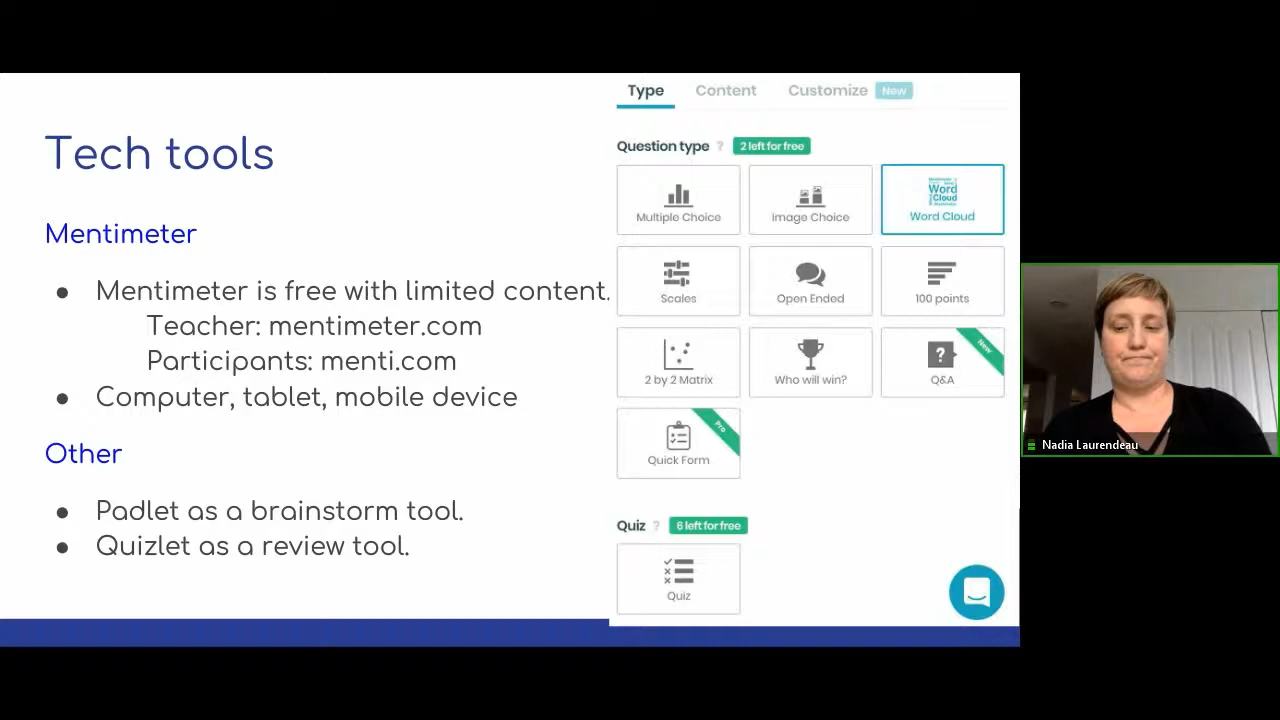 Tech tools
Mentimeter
● Mentimeter is free with limited content.
Teacher: mentimeter.com
Participants: menti.com
● Computer, tablet, mobile device
Other
● Padlet as a brainstorm tool.
● Quizlet as a review tool.
Type Content Customize New
Question type ? 2 left for free
Multiple Choice
Image Choice
Word
Cloud
Word Cloud
Scales
Open Ended
100 points
2 by 2 Matrix
Who will win?
?
New
Q&A
Pro
Quick Form
Quiz ? 6 left for free
Quiz
Nadia Laurendeau